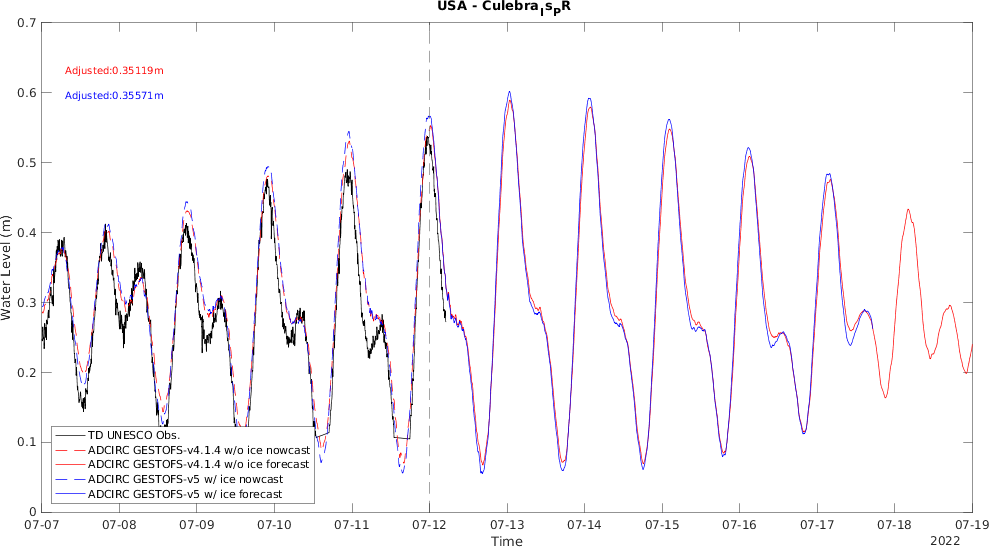 USA - CulebraIsPR
0.7
Adjusted:0.35119m
0.6
Adjusted:0.35571m
0.5
0.4
0.3
0.2
0.1
0
Water Level (m)
TD UNESCO Obs.
ADCIRC GESTOFS-v4.1.4 w/o ice nowcast
ADCIRC GESTOFS-v4.1.4 w/o ice forecast
ADCIRC GESTOFS-v5 w/ ice nowcast
ADCIRC GESTOFS-v5 w/ ice forecast
07-07 07-08 07-09 07-10 07-11 07-12 07-13 07-14 07-15 07-16 07-17 07-18 07-19
Time
2022